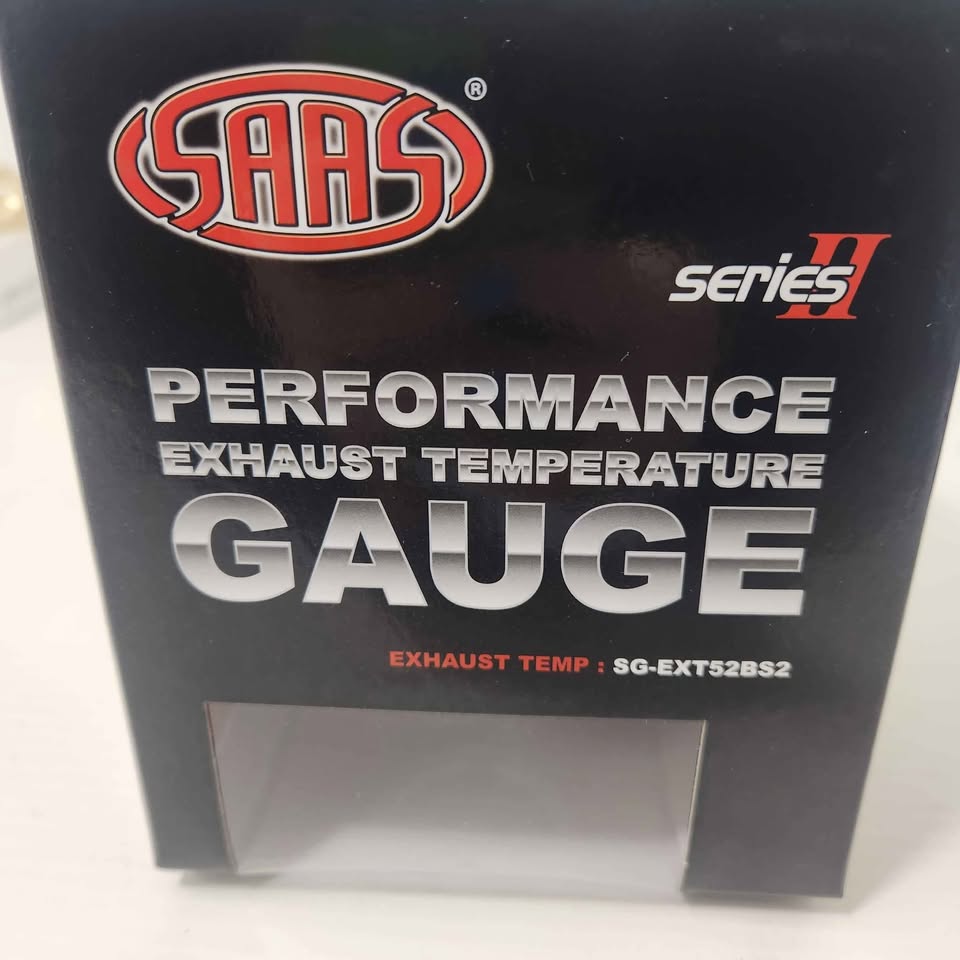 SAAS®
series II
PERFORMANCE
EXHAUST TEMPERATURE
GAUGE
EXHAUST TEMP : SG-EXT52BS2